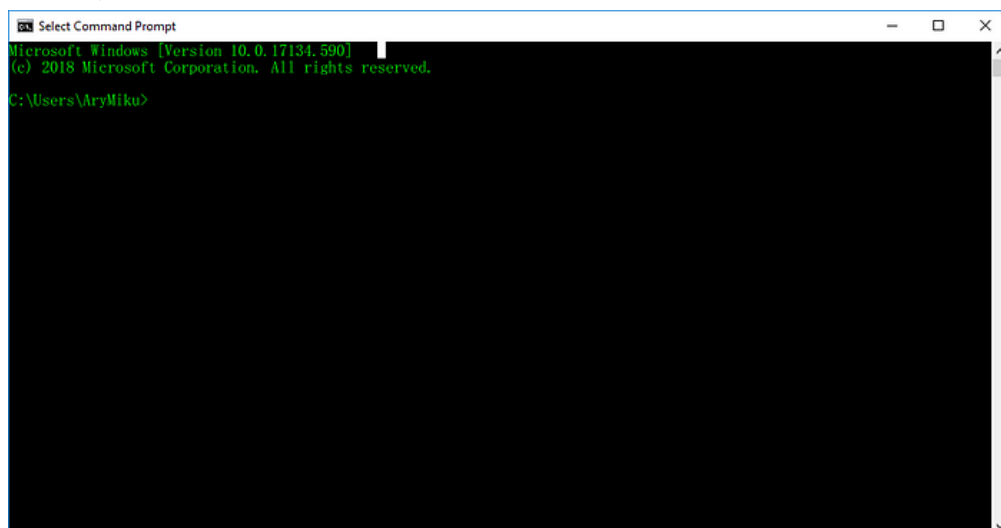 Select Command Prompt
Microsoft Windows [Version 10.0.17134.590]
(c) 2018 Microsoft Corporation. All rights reserved.
C:\Users\AryMiku>